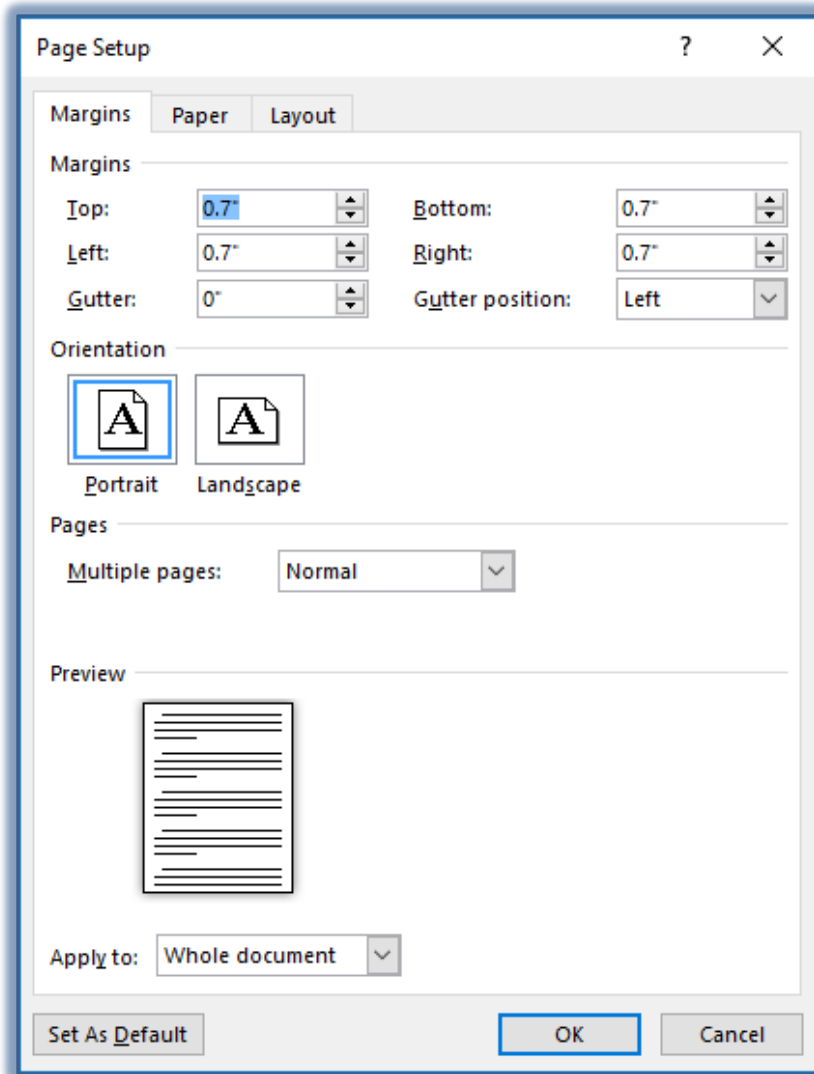 Page Setup ? ×
Margins Paper Layout
Margins
Top: 0.7" Bottom: 0.7"
Left: 0.7" Right: 0.7"
Gutter: 0" Gutter position: Left
Orientation
A A
Portrait Landscape
Pages
Multiple pages: Normal
Preview
Apply to: Whole document
Set As Default OK Cancel